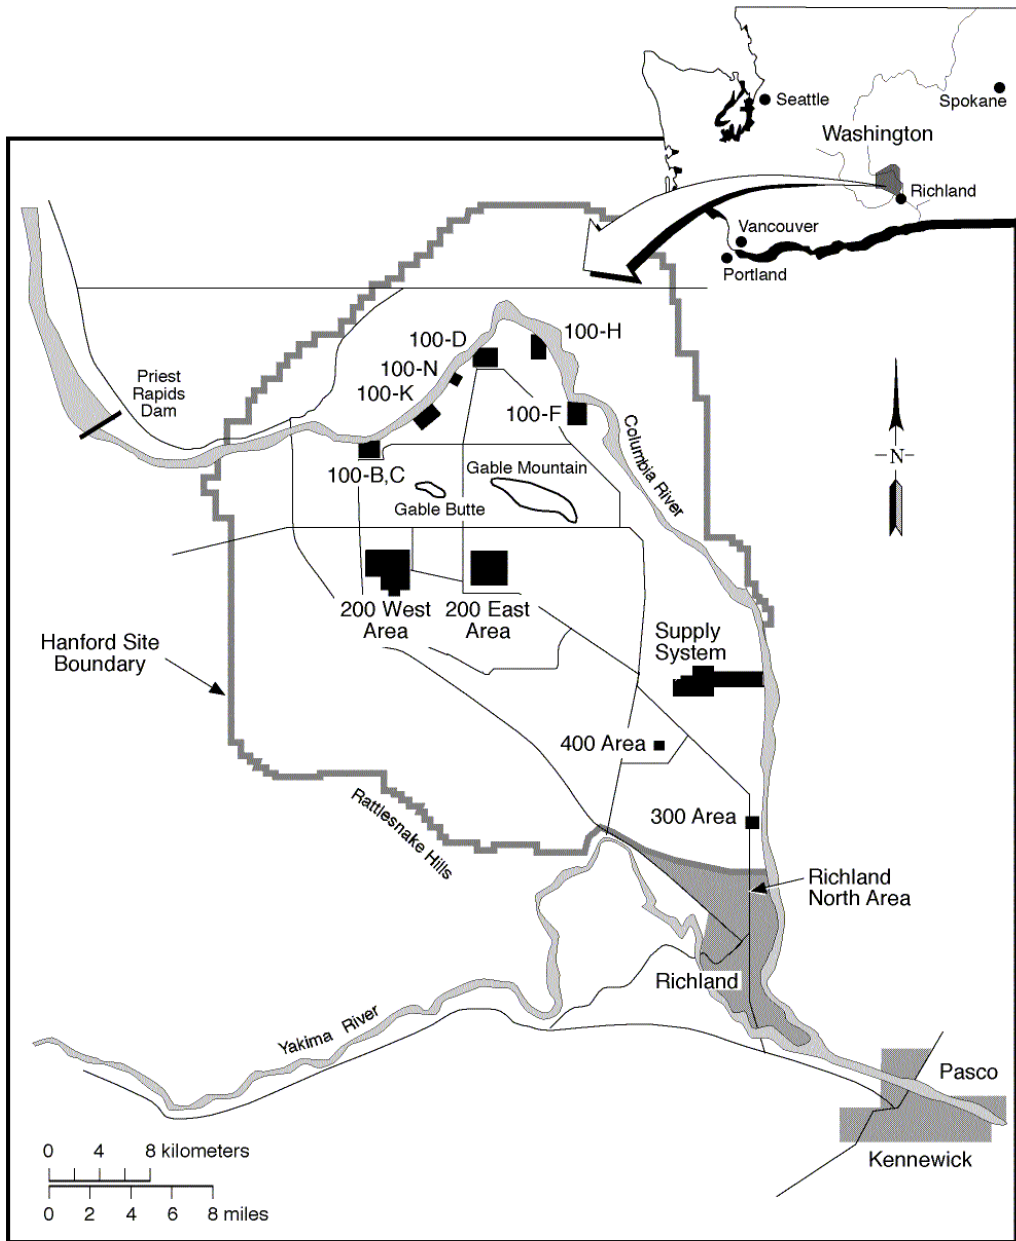 Seattle
Spokane
Washington
Richland
Vancouver
Portland
100-H
100-D
100-N
100-K
100-F
100-B,C
Priest
Rapids
Dam
Columbia River
N
Gable Mountain
Gable Butte
200 West
Area
200 East
Area
Hanford Site
Boundary
Supply
System
400 Area
300 Area
Rattlesnake Hills
Richland
North Area
Richland
Yakima River
Pasco
Kennewick
0 4 8 kilometers
0 2 4 6 8 miles